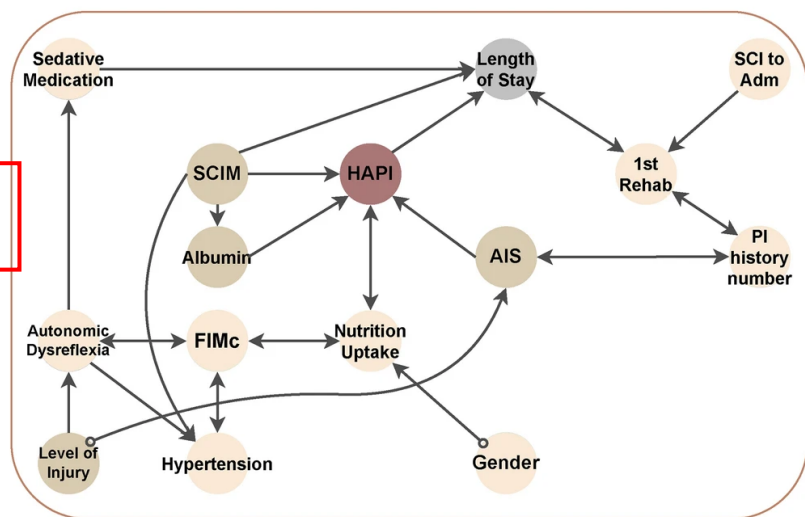 Sedative
Medication
Length
of Stay
SCI to
Adm
SCIM
HAPI
1st
Rehab
Albumin
AIS
PI
history
number
Autonomic
Dysreflexia
FIMc
Nutrition
Uptake
Level of
Injury
Hypertension
Gender